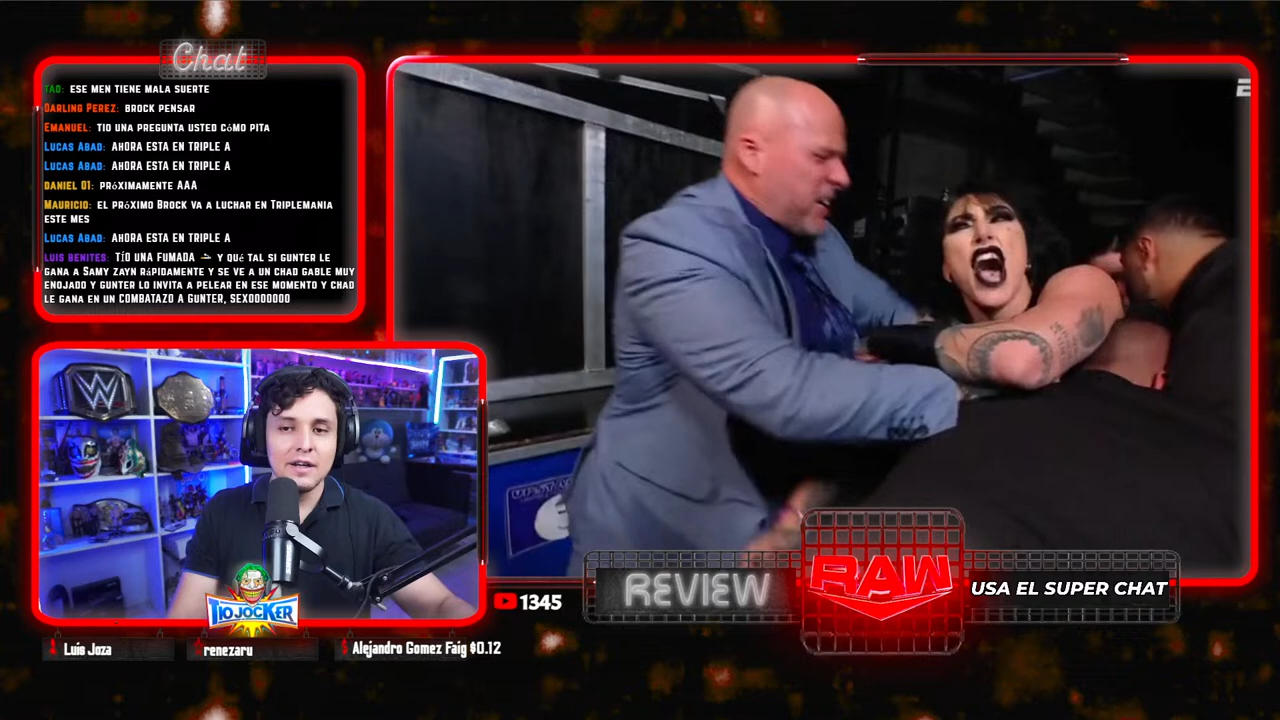 Chat
TAO: ESE MEN TIENE MALA SUERTE
DARLING PEREZ: BROCK PENSAR
EMANUEL: TIO UNA PREGUNTA USTED CóMO PITA
LUCAS ABAD: AHORA ESTA EN TRIPLE A
LUCAS ABAD: AHORA ESTA EN TRIPLE A
DANIEL 01: PRóXIMAMENTE AAA
MAURICIO: EL PRóXIMO BROCK VA A LUCHAR EN TRIPLEMANIA
ESTE MES
LUCAS ABAD: AHORA ESTA EN TRIPLE A
LUIS BENITES: TíO UNA FUMADA Y QUé TAL SI GUNTER LE
GANA A SAMY ZAYN RáPIDAMENTE Y SE VE A UN CHAD GABLE MUY
ENOJADO Y GUNTER LO INVITA A PELEAR EN ESE MOMENTO Y CHAD
LE GANA EN UN COMBATAZO A GUNTER, SEXOOOOOOO
W
TIO JOCKER
1345
REVIEW
RAW
USA EL SUPER CHAT
Luis Joza
renezaru
Alejandro Gomez Faig $0.12